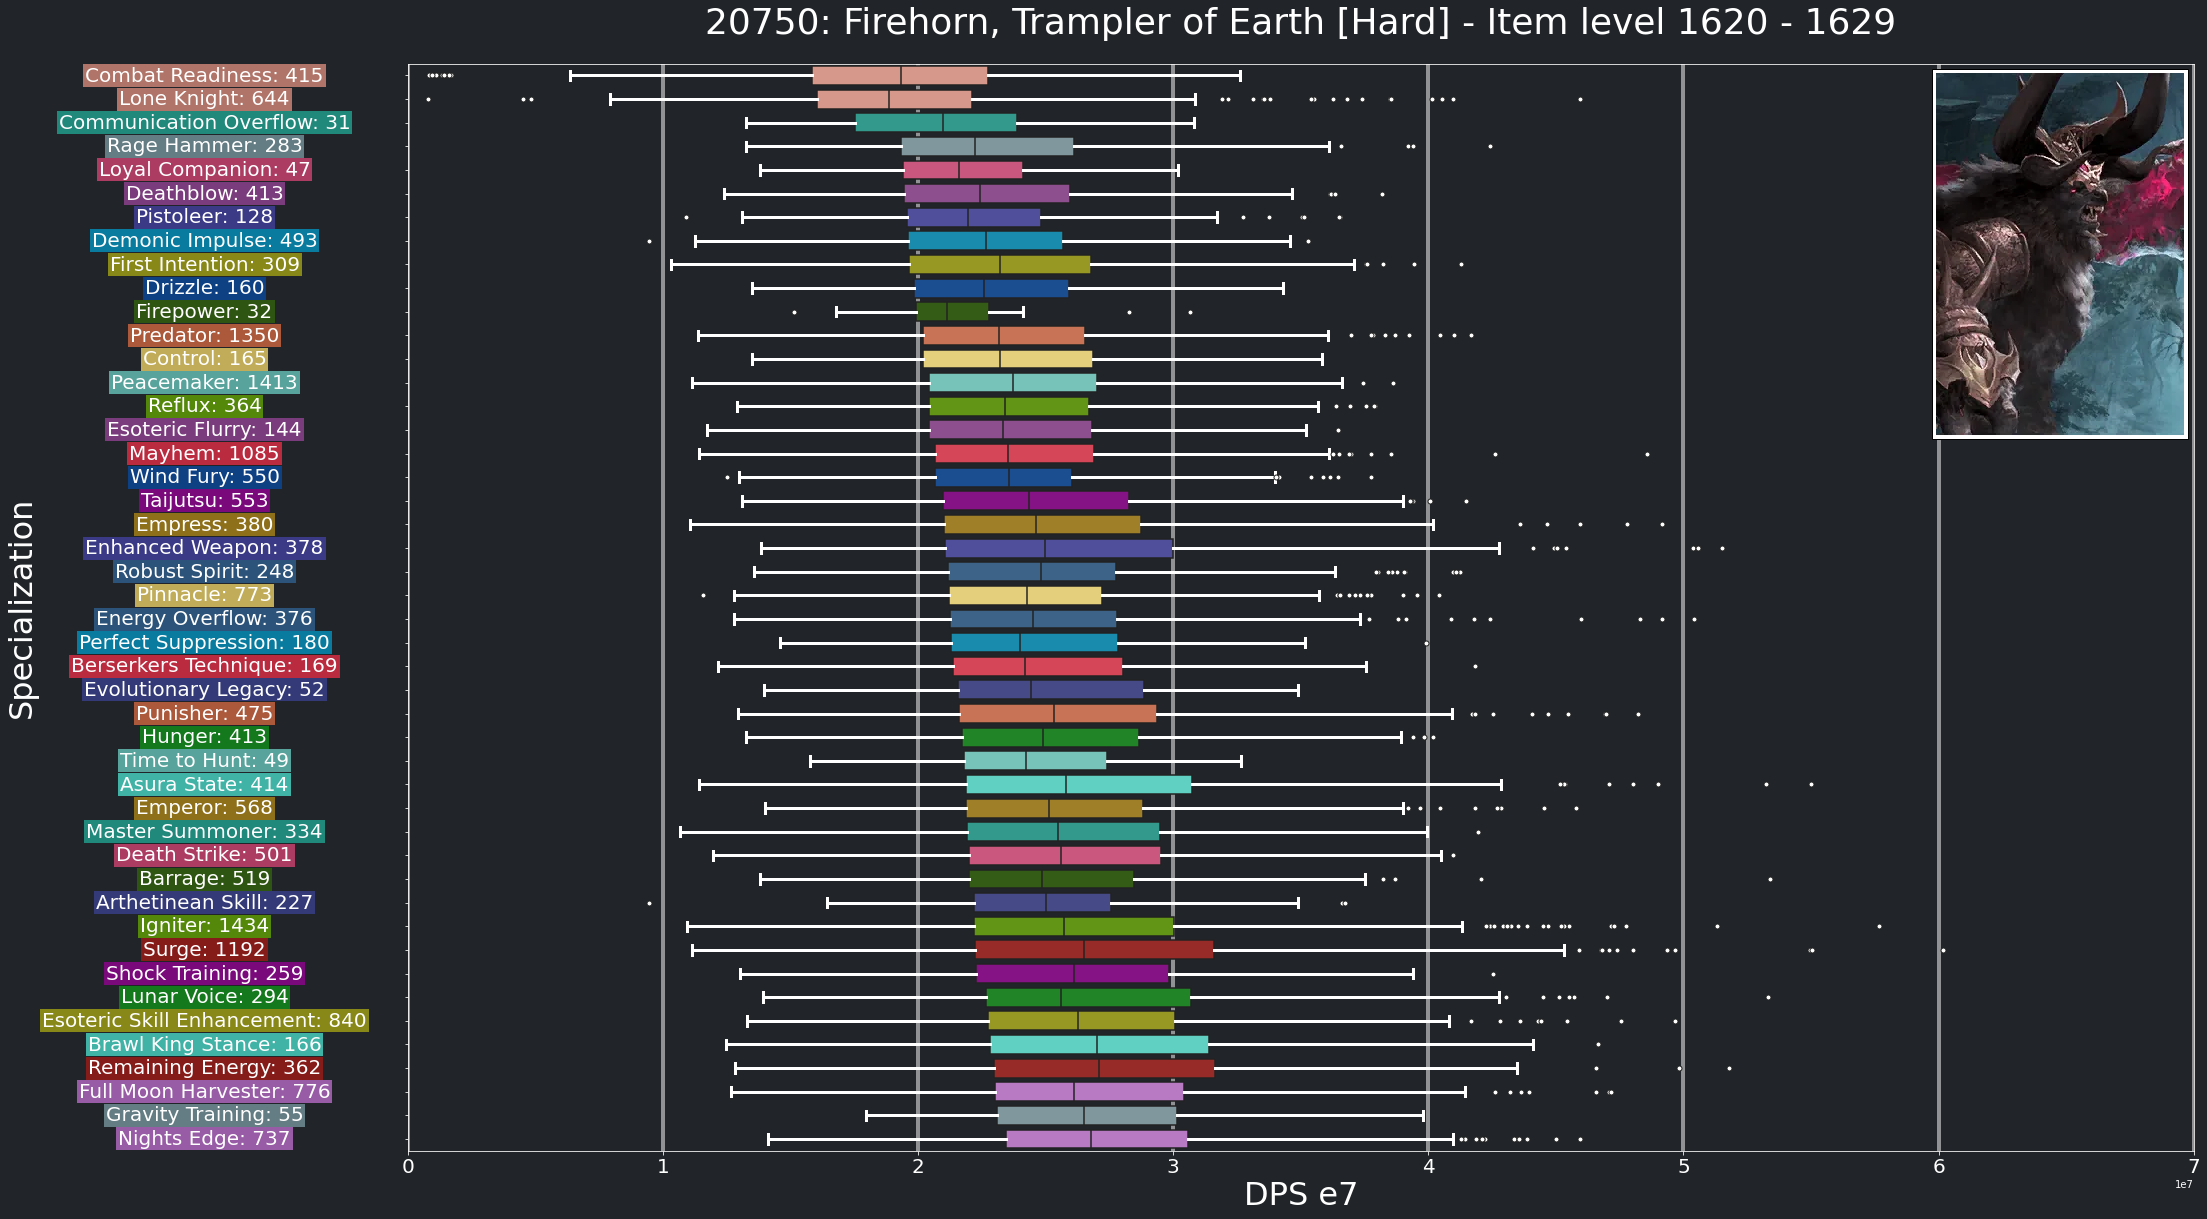 20750: Firehorn, Trampler of Earth [Hard] - Item level 1620 - 1629
Specialization
Combat Readiness: 415
Lone Knight: 644
Communication Overflow: 31
Rage Hammer: 283
Loyal Companion: 47
Deathblow: 413
Pistoleer: 128
Demonic Impulse: 493
First Intention: 309
Drizzle: 160
Firepower: 32
Predator: 1350
Control: 165
Peacemaker: 1413
Reflux: 364
Esoteric Flurry: 144
Mayhem: 1085
Wind Fury: 550
Taijutsu: 553
Empress: 380
Enhanced Weapon: 378
Robust Spirit: 248
Pinnacle: 773
Energy Overflow: 376
Perfect Suppression: 180
Berserkers Technique: 169
Evolutionary Legacy: 52
Punisher: 475
Hunger: 413
Time to Hunt: 49
Asura State: 414
Emperor: 568
Master Summoner: 334
Death Strike: 501
Barrage: 519
Arthetinean Skill: 227
Igniter: 1434
Surge: 1192
Shock Training: 259
Lunar Voice: 294
Esoteric Skill Enhancement: 840
Brawl King Stance: 166
Remaining Energy: 362
Full Moon Harvester: 776
Gravity Training: 55
Nights Edge: 737
0 1 2 3 4 5 6 7
1e7
DPS e7